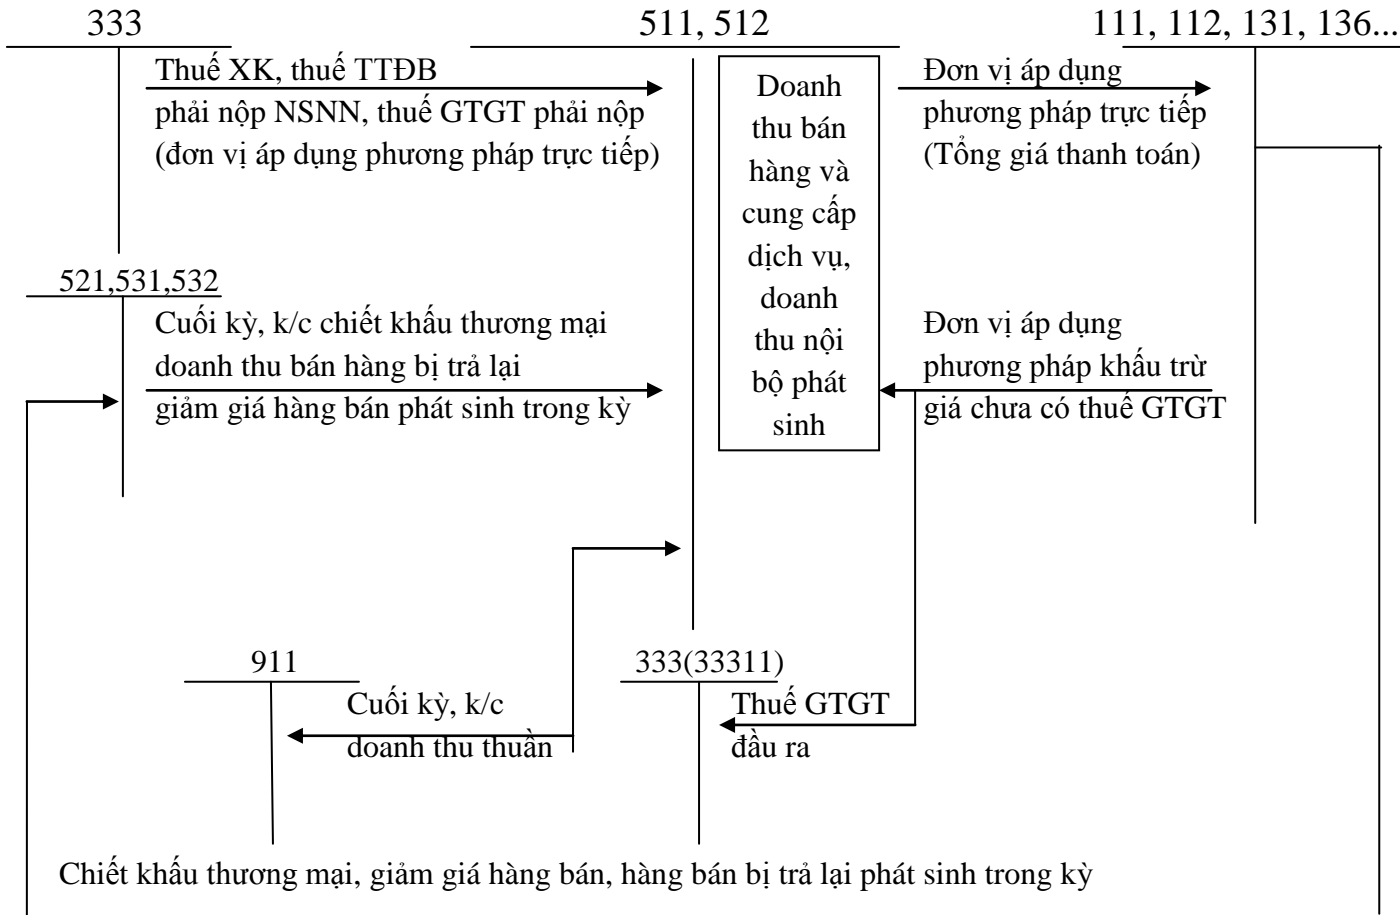 333
511, 512
111, 112, 131, 136...
Thuế XK, thuế TTĐB
phải nộp NSNN, thuế GTGT phải nộp
(đơn vị áp dụng phương pháp trực tiếp)
Doanh
thu bán
hàng và
cung cấp
dịch vụ,
doanh
thu nội
bộ phát
sinh
Đơn vị áp dụng
phương pháp trực tiếp
(Tổng giá thanh toán)
521,531,532
Cuối kỳ, k/c chiết khấu thương mại
doanh thu bán hàng bị trả lại
giảm giá hàng bán phát sinh trong kỳ
Đơn vị áp dụng
phương pháp khấu trừ
giá chưa có thuế GTGT
911
333(33311)
Cuối kỳ, k/c
doanh thu thuần
Thuế GTGT
đầu ra
Chiết khấu thương mại, giảm giá hàng bán, hàng bán bị trả lại phát sinh trong kỳ